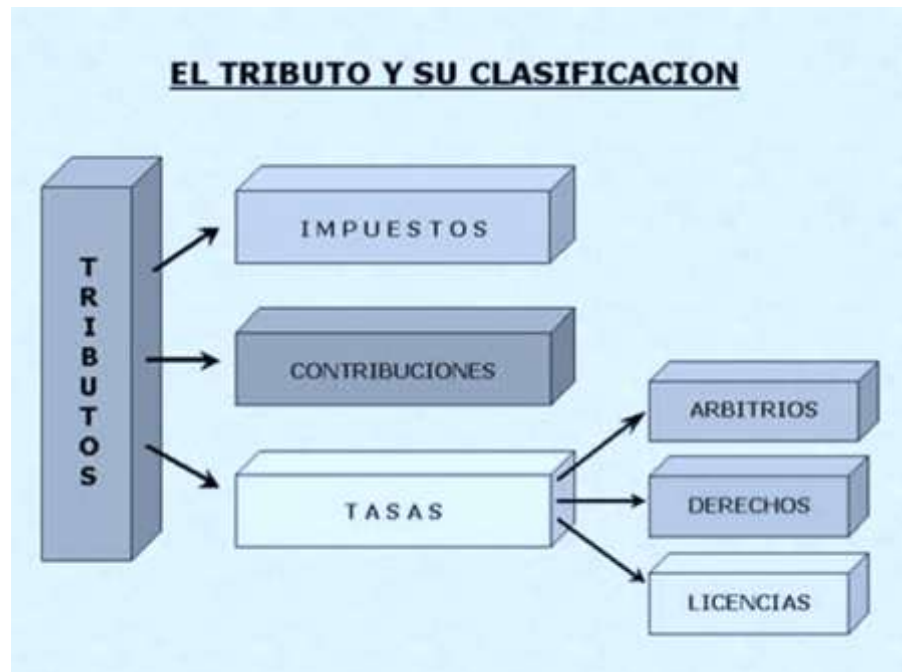 EL TRIBUTO Y SU CLASIFICACION
TRIBUTOS
IMPUESTOS
CONTRIBUCIONES
TASAS
ARBITRIOS
DERECHOS
LICENCIAS